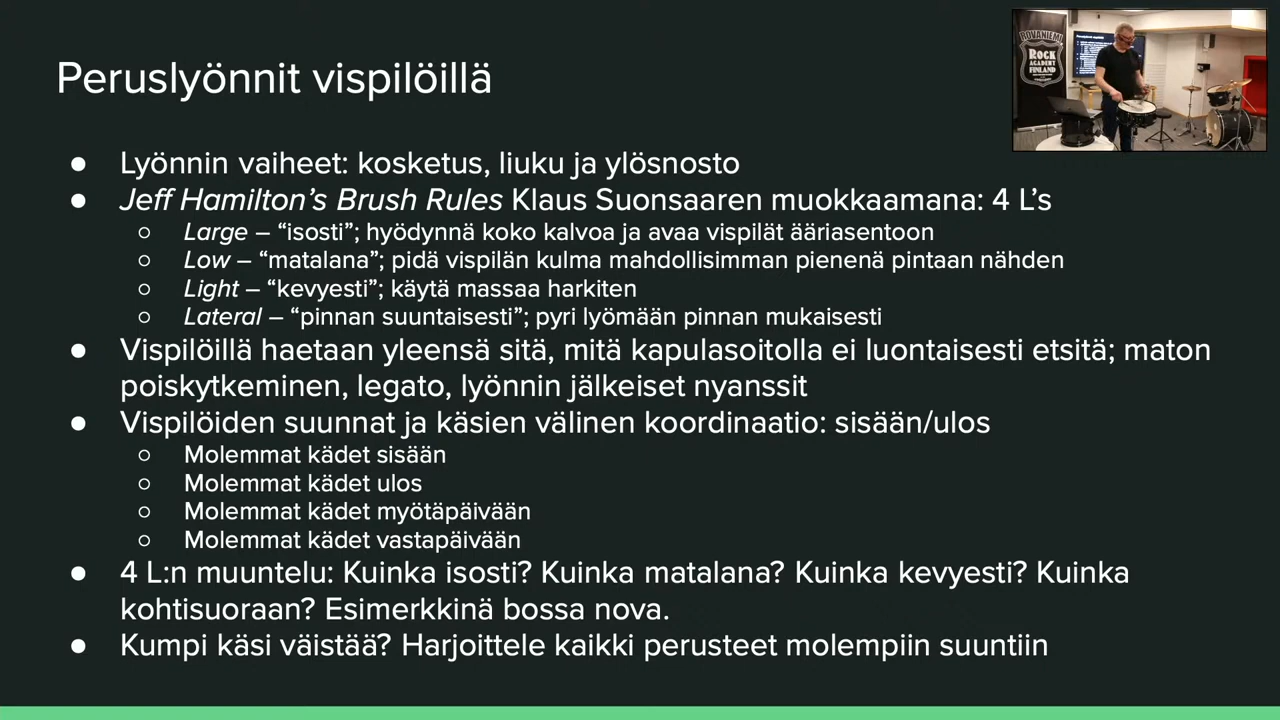 Peruslyönnit vispilöillä
ROVANIEMI
ROCK
ACADEMY
FINLAND
● Lyönnin vaiheet: kosketus, liuku ja ylösnosto
● Jeff Hamilton’s Brush Rules Klaus Suonsaaren muokkaamana: 4 L’s
○ Large – “isosti”; hyödynnä koko kalvoa ja avaa vispilät ääriasentoon
○ Low – “matalana”; pidä vispilän kulma mahdollisimman pienenä pintaan nähden
○ Light – “kevyesti”; käytä massaa harkiten
○ Lateral – “pinnan suuntaisesti”; pyri lyömään pinnan mukaisesti
● Vispilöillä haetaan yleensä sitä, mitä kapulasoitolla ei luontaisesti etsitä; maton
poiskytkeminen, legato, lyönnin jälkeiset nyanssit
● Vispilöiden suunnat ja käsien välinen koordinaatio: sisään/ulos
○ Molemmat kädet sisään
○ Molemmat kädet ulos
○ Molemmat kädet myötäpäivään
○ Molemmat kädet vastapäivään
● 4 L:n muuntelu: Kuinka isosti? Kuinka matalana? Kuinka kevyesti? Kuinka
kohtisuoraan? Esimerkkinä bossa nova.
● Kumpi käsi väistää? Harjoittele kaikki perusteet molempiin suuntiin